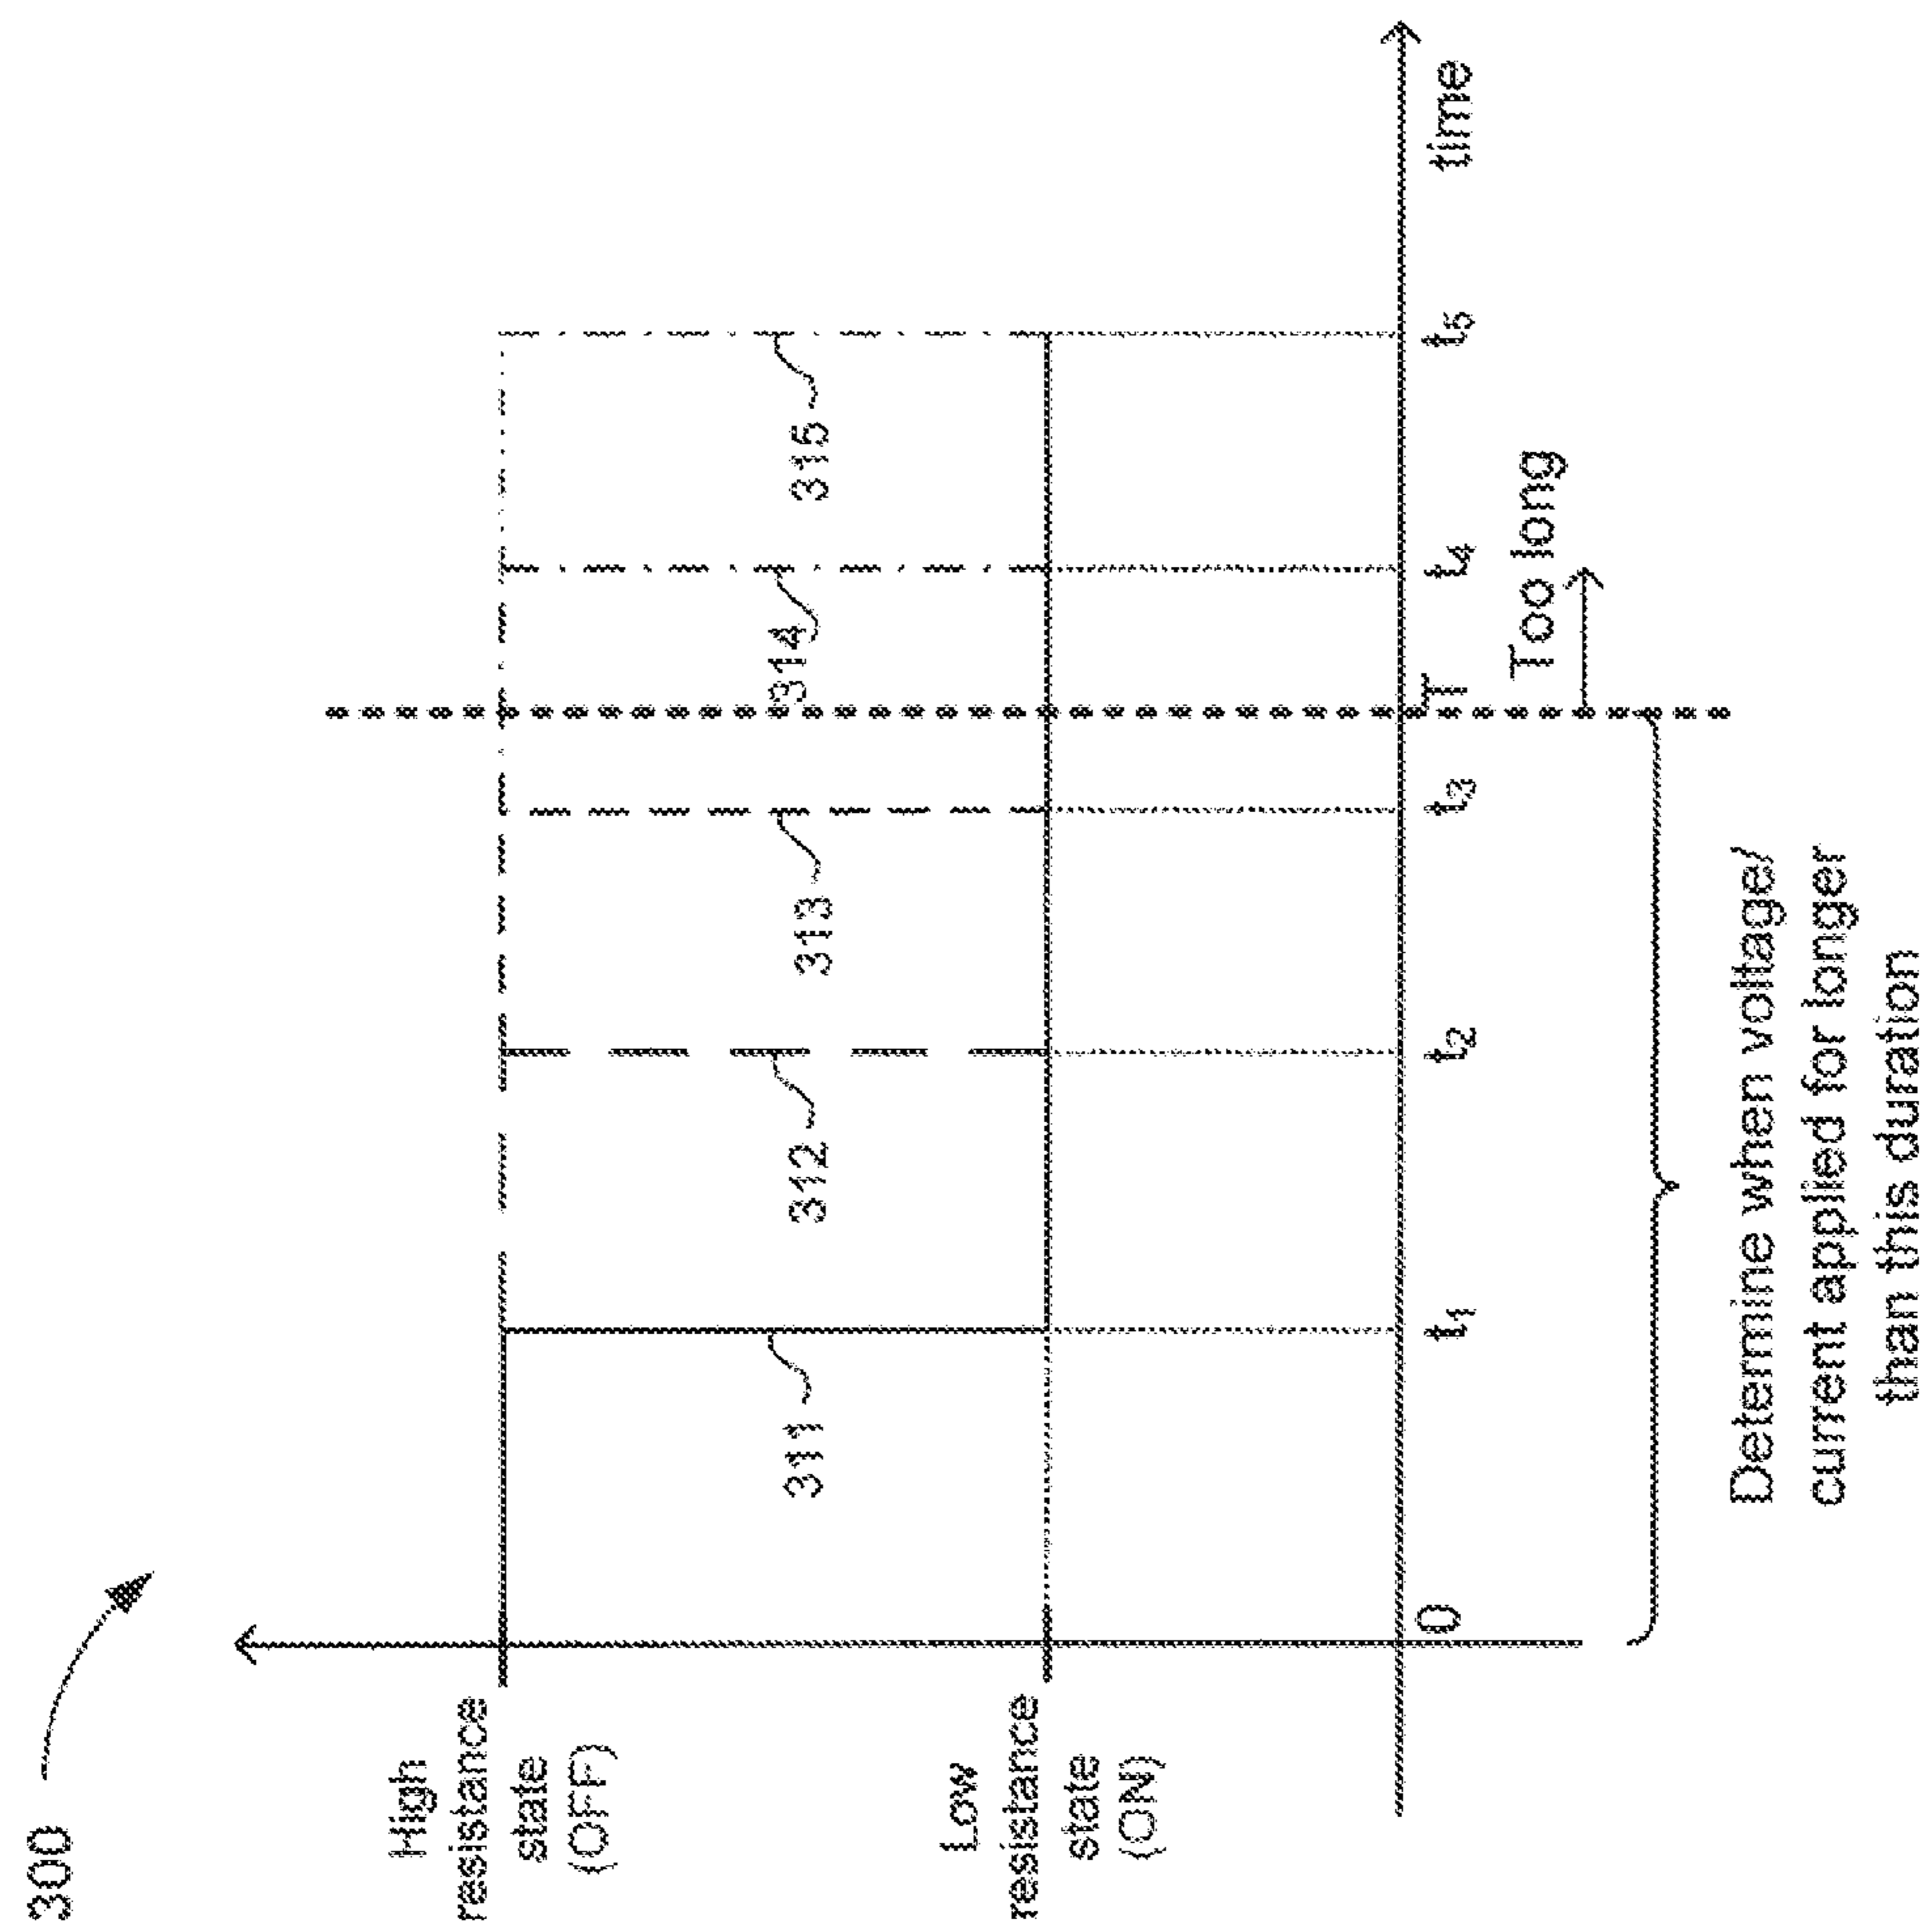 300
High
resistance
state
(OFF)
Low
resistance
state
(ON)
311
312
313
314
315
0
t1
t2
t3
T
t4
t5
time
Too long
Determine when voltage/
current applied for longer
than this duration